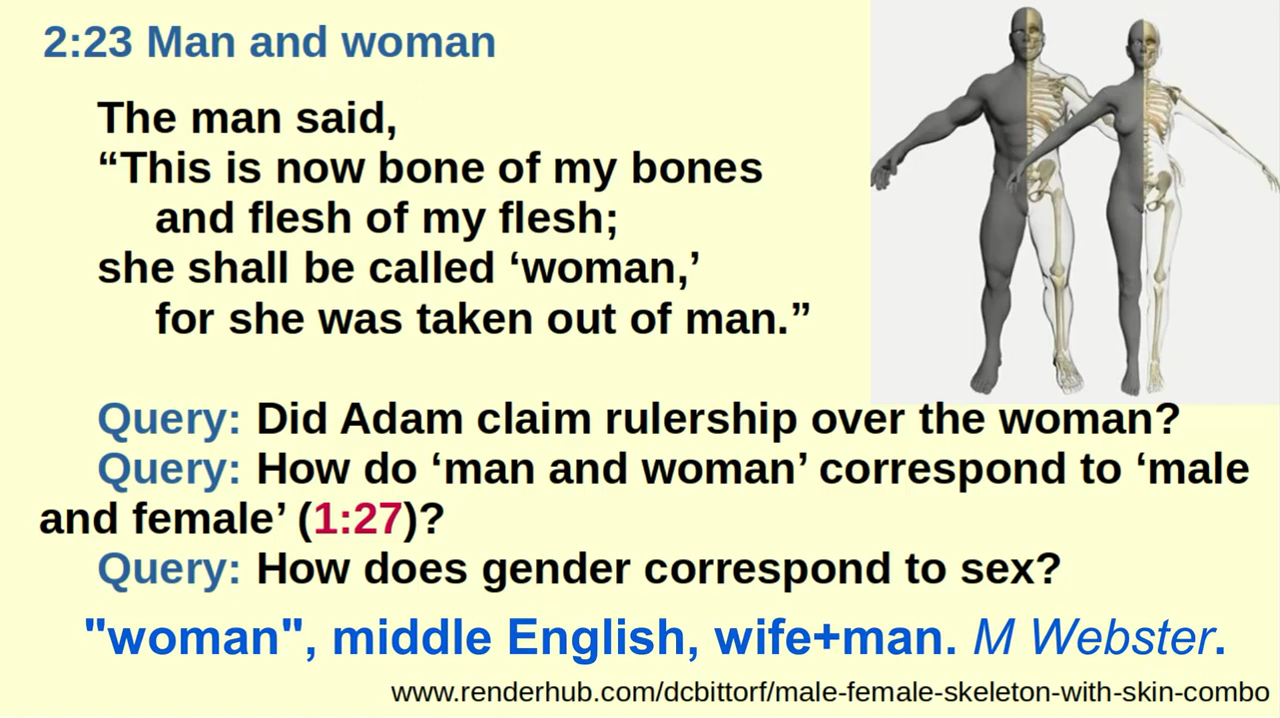 2:23 Man and woman
The man said,
“This is now bone of my bones
and flesh of my flesh;
she shall be called ‘woman,’
for she was taken out of man.”
Query: Did Adam claim rulership over the woman?
Query: How do ‘man and woman’ correspond to ‘male
and female’ (1:27)?
Query: How does gender correspond to sex?
"woman", middle English, wife+man. M Webster.
www.renderhub.com/dcbittorf/male-female-skeleton-with-skin-combo